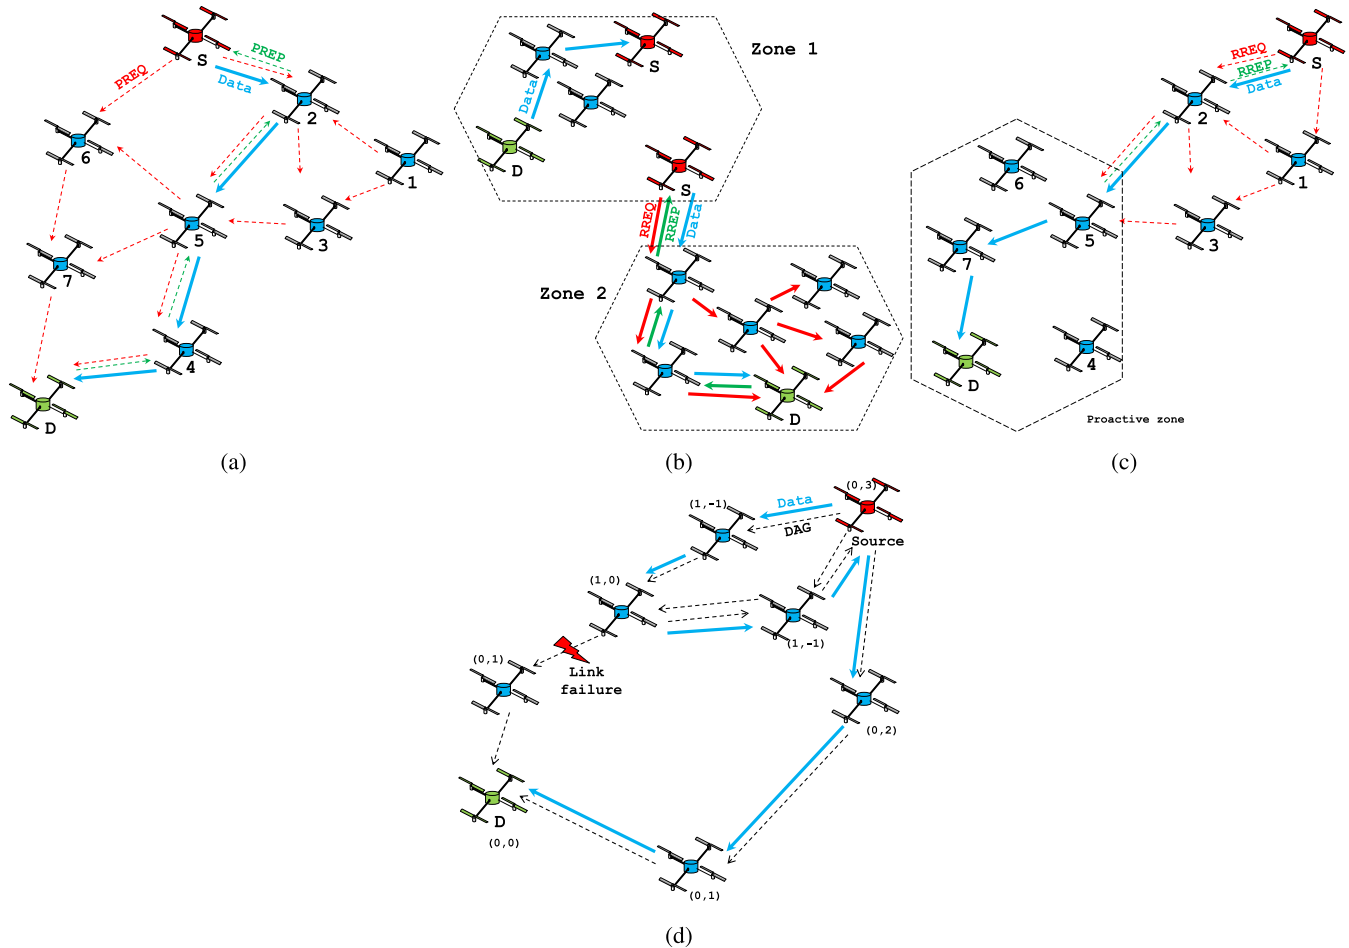 PREQ
PREP
S
Data
2
6
1
5
3
7
4
D
(a)
Zone 1
S
Data
D
S
RREQ
RREP
Data
Zone 2
D
(b)
RREQ
RREP
Data
S
2
1
6
5
3
7
4
D
Proactive zone
(c)
(0,3)
(1,-1)
Data
DAG
Source
(1,0)
(1,-1)
(0,1)
Link
failure
(0,2)
D
(0,0)
(0,1)
(d)